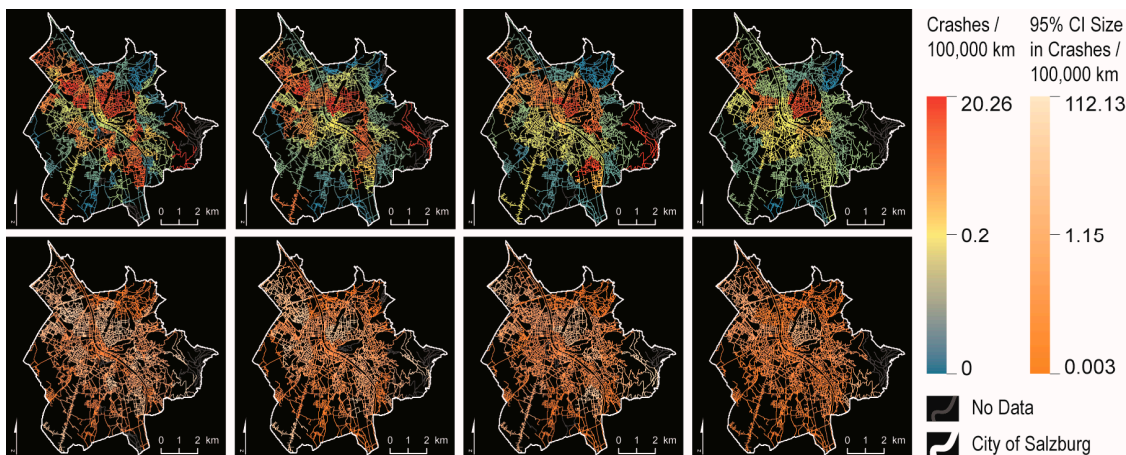 0 1 2 km
0 1 2 km
0 1 2 km
0 1 2 km
0 1 2 km
0 1 2 km
0 1 2 km
0 1 2 km
Crashes /
100,000 km
20.26
0.2
0
95% CI Size
in Crashes /
100,000 km
112.13
1.15
0.003
No Data
City of Salzburg